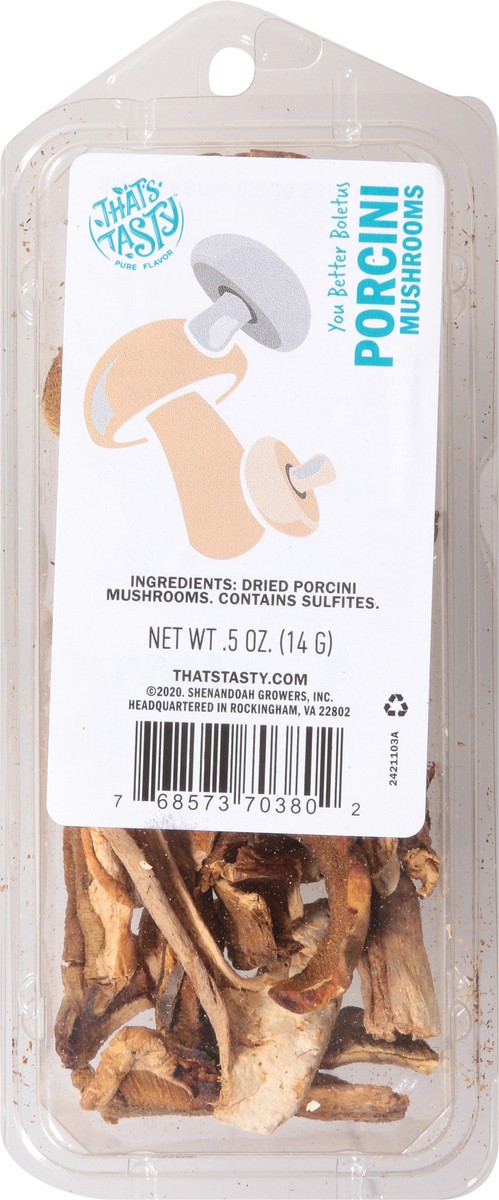 THAT'S
TASTY™
PURE FLAVOR
You Better Boletus
PORCINI
MUSHROOMS
INGREDIENTS: DRIED PORCINI
MUSHROOMS. CONTAINS SULFITES.
NET WT .5 OZ. (14 G)
THATSTASTY.COM
©2020. SHENANDOAH GROWERS, INC.
HEADQUARTERED IN ROCKINGHAM, VA 22802
2421103A
7 68573 70380 2